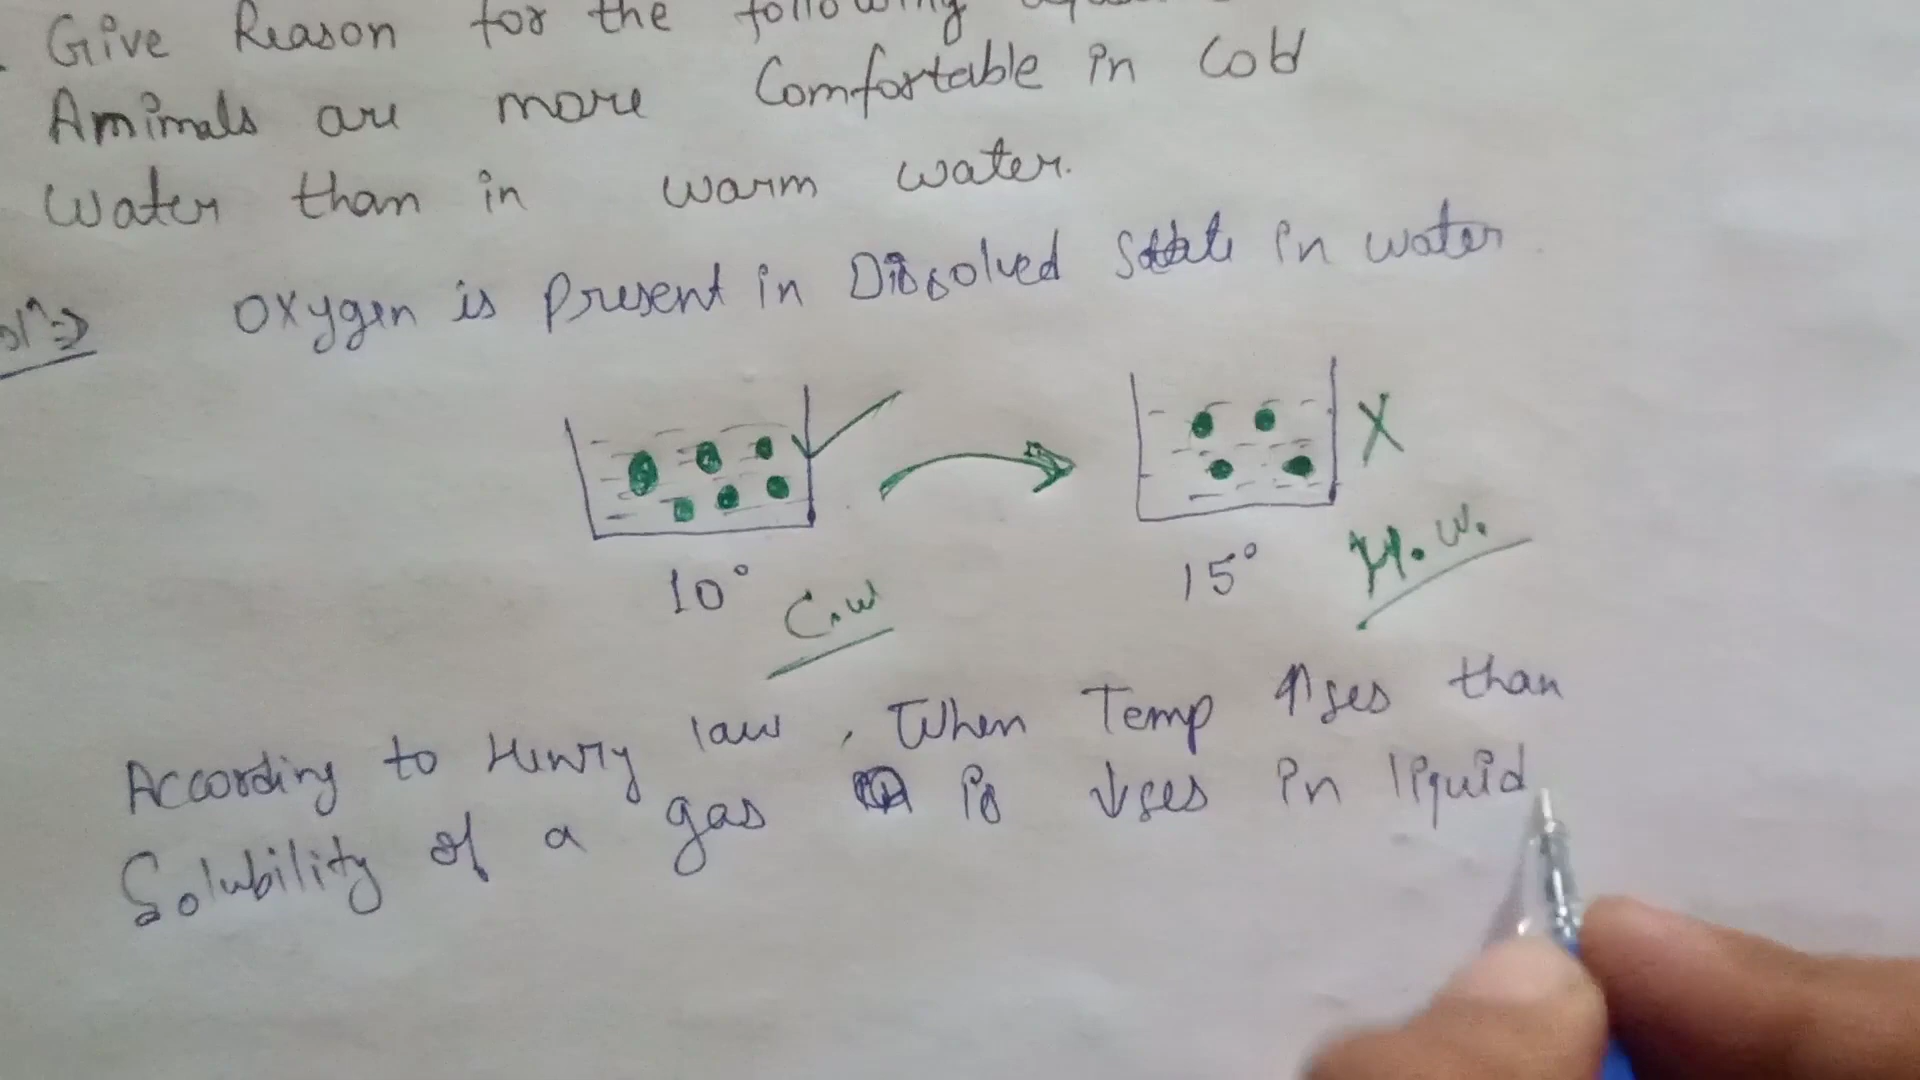 Give Reason for the following
Animals are more Comfortable in Cold
Water than in warm water.
Oxygen is Present in Dissolved State in water
10° C.W
15° H.W.
According to Henry law, When Temp ↑ses than
Solubility of a gas is ↓ses in liquid